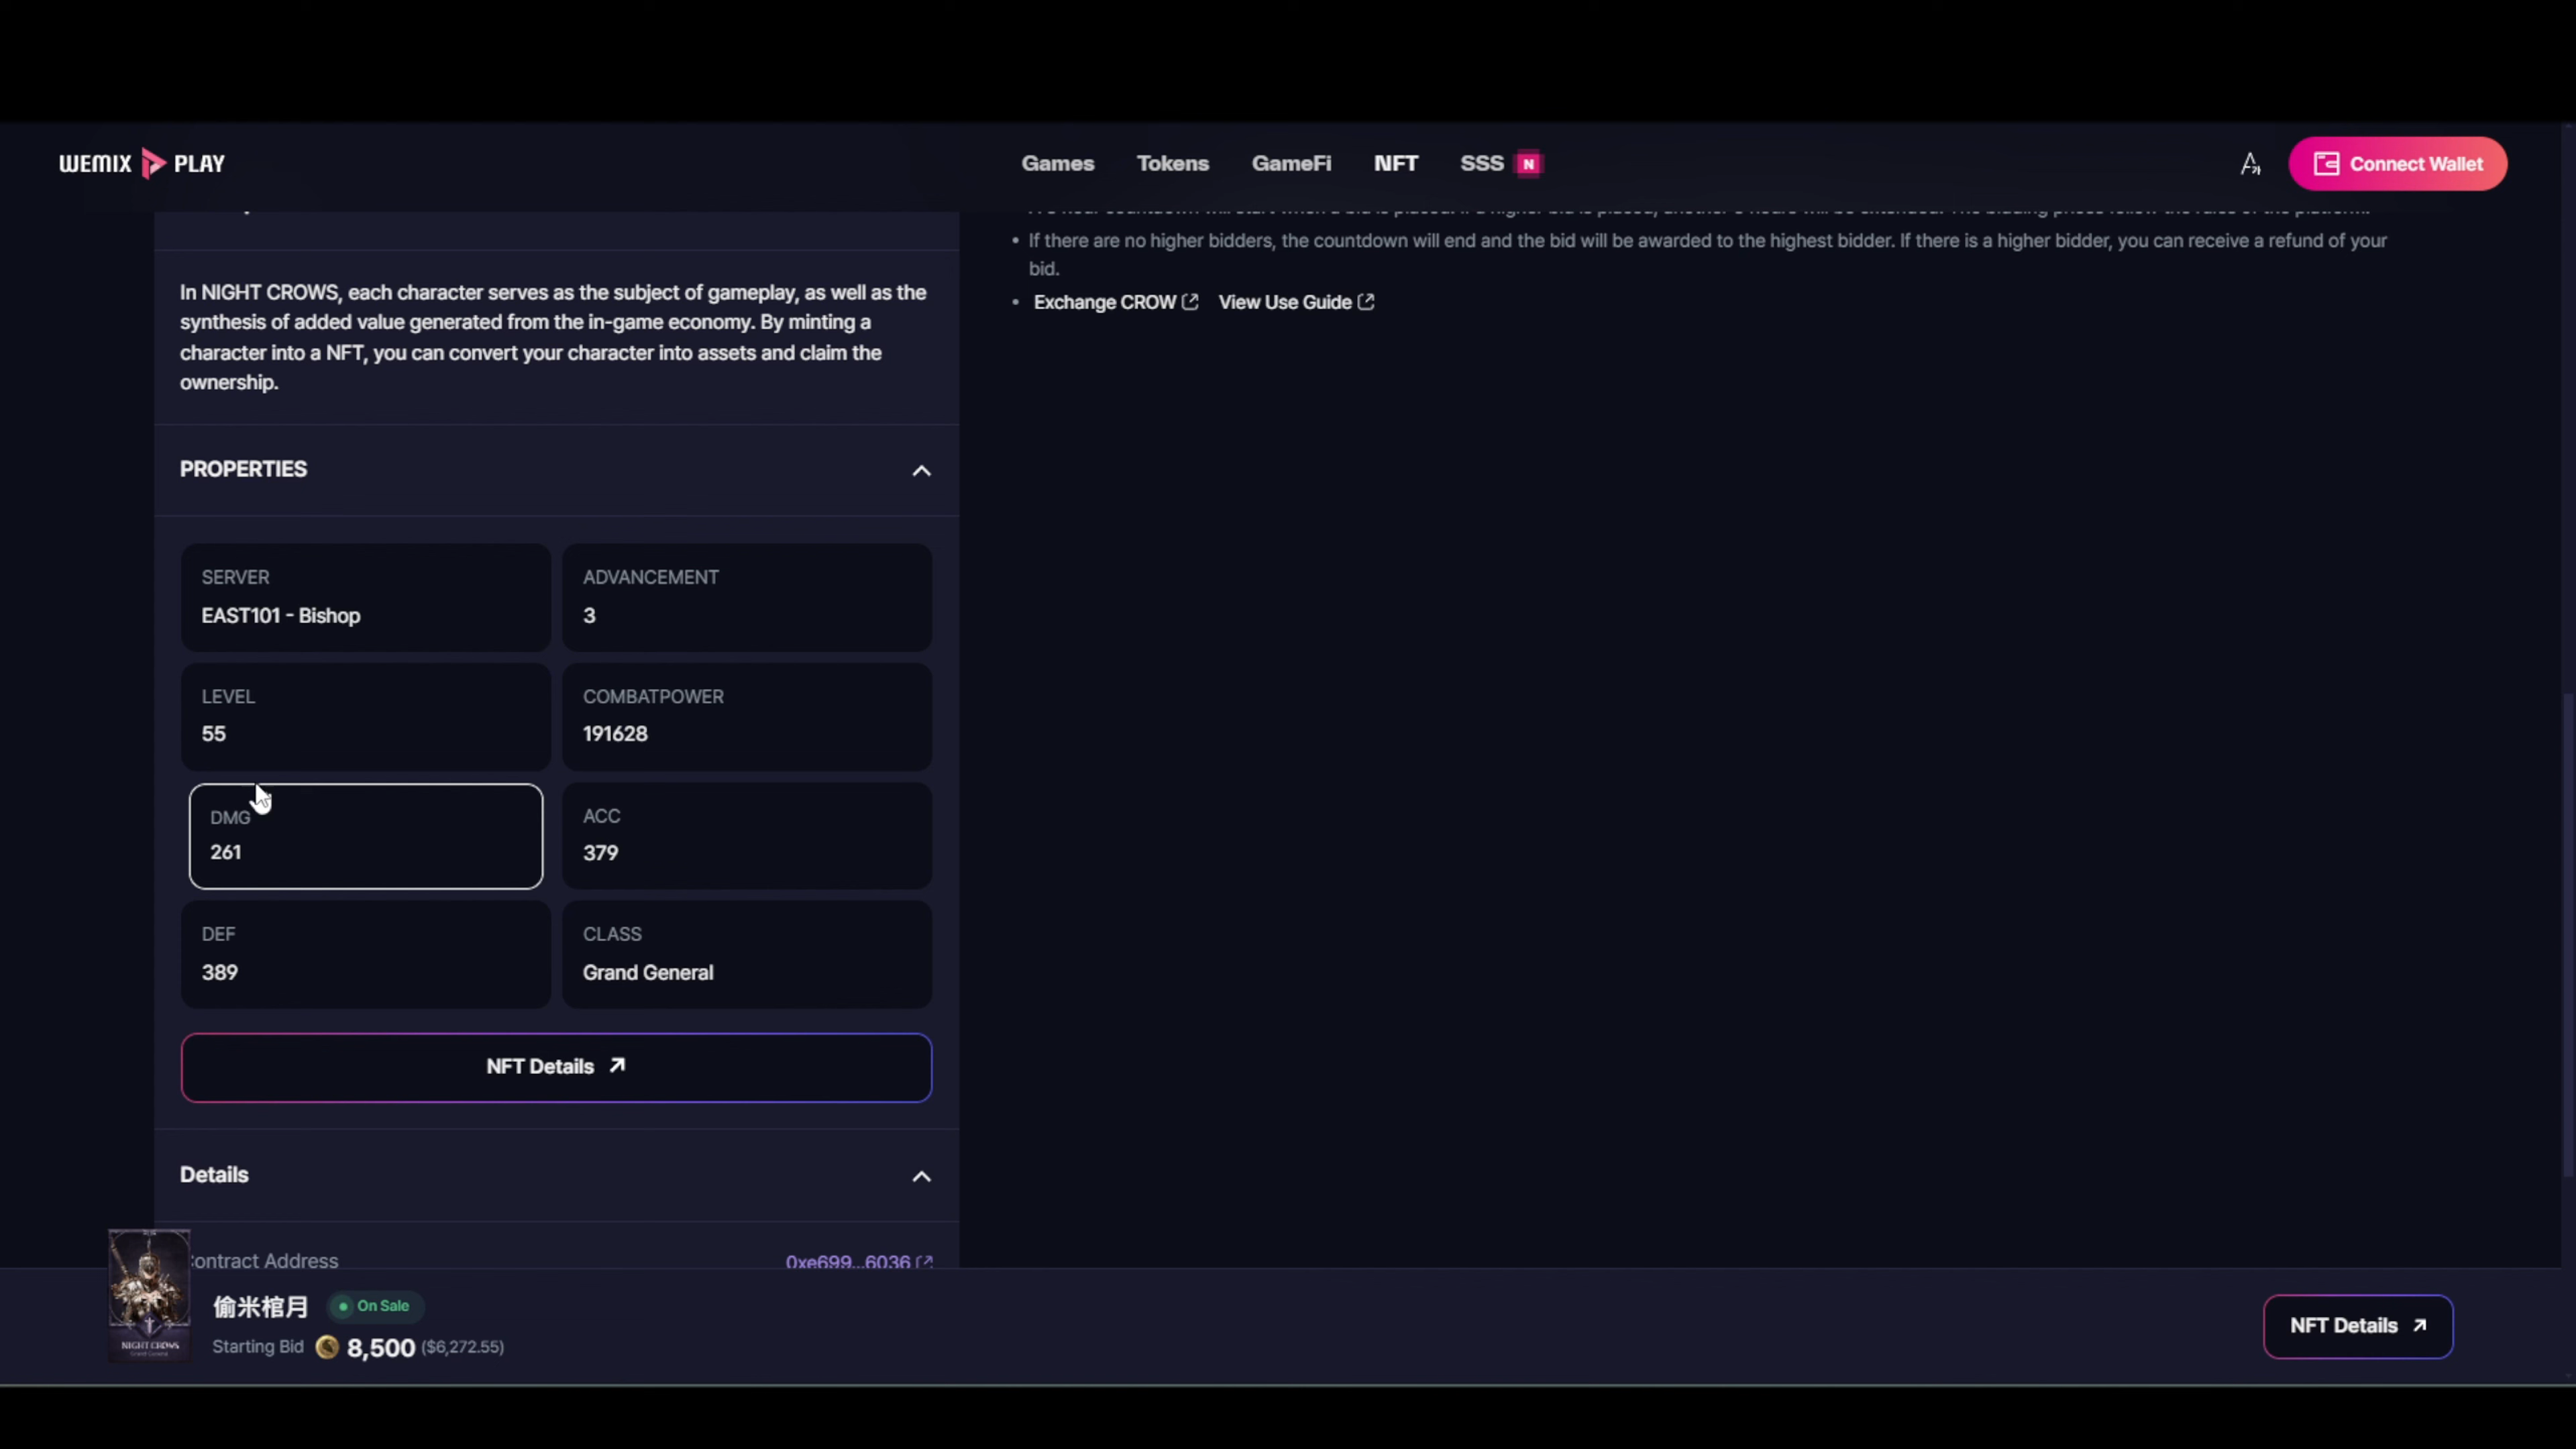 WEMIX PLAY
Games
Tokens
GameFi
NFT
SSS N
Connect Wallet
In NIGHT CROWS, each character serves as the subject of gameplay, as well as the
synthesis of added value generated from the in-game economy. By minting a
character into a NFT, you can convert your character into assets and claim the
ownership.
PROPERTIES
SERVER
EAST101 - Bishop
ADVANCEMENT
3
LEVEL
55
COMBATPOWER
191628
DMG
261
ACC
379
DEF
389
CLASS
Grand General
NFT Details
Details
Contract Address
0xe699...6036
• If there are no higher bidders, the countdown will end and the bid will be awarded to the highest bidder. If there is a higher bidder, you can receive a refund of your
bid.
• Exchange CROW View Use Guide
NIGHT CROWS
Grand General
偷米棺月
On Sale
Starting Bid 8,500 ($6,272.55)
NFT Details